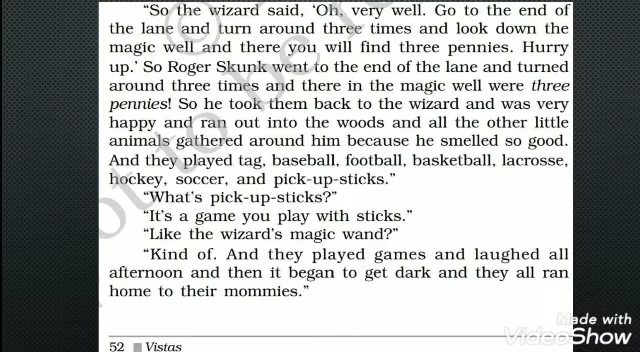 “So the wizard said, ‘Oh, very well. Go to the end of
the lane and turn around three times and look down the
magic well and there you will find three pennies. Hurry
up.’ So Roger Skunk went to the end of the lane and turned
around three times and there in the magic well were three
pennies! So he took them back to the wizard and was very
happy and ran out into the woods and all the other little
animals gathered around him because he smelled so good.
And they played tag, baseball, football, basketball, lacrosse,
hockey, soccer, and pick-up-sticks.”
“What’s pick-up-sticks?”
“It’s a game you play with sticks.”
“Like the wizard’s magic wand?”
“Kind of. And they played games and laughed all
afternoon and then it began to get dark and they all ran
home to their mommies.”
52 ■ Vistas
Made with
VideoShow